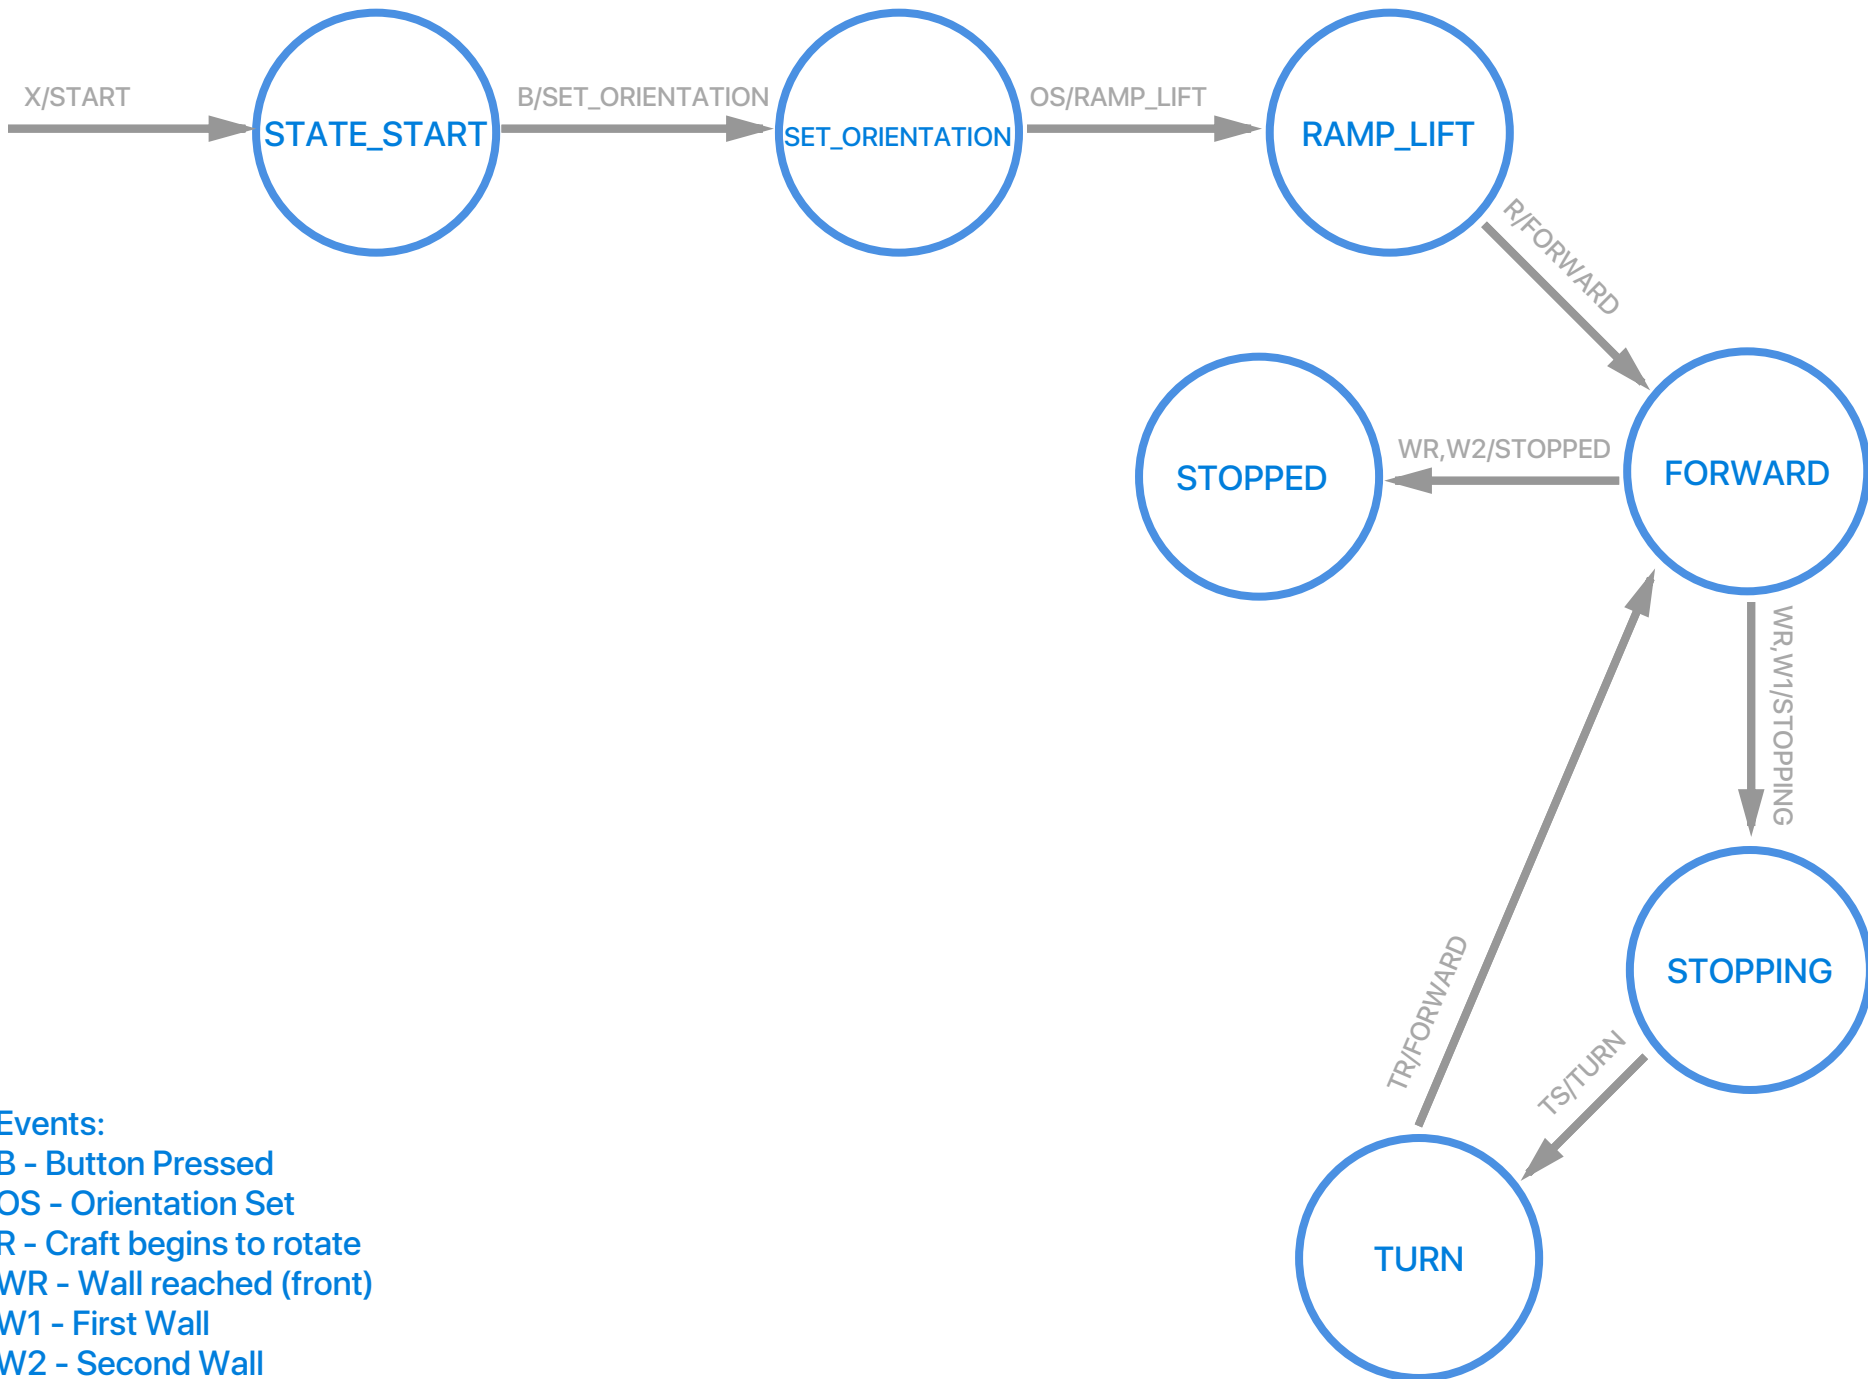 X/START
B/SET_ORIENTATION
OS/RAMP_LIFT
STATE_START
SET_ORIENTATION
RAMP_LIFT
R/FORWARD
WR,W2/STOPPED
STOPPED
FORWARD
WR,W1/STOPPING
TR/FORWARD
STOPPING
TS/TURN
TURN
Events:
B - Button Pressed
OS - Orientation Set
R - Craft begins to rotate
WR - Wall reached (front)
W1 - First Wall
W2 - Second Wall